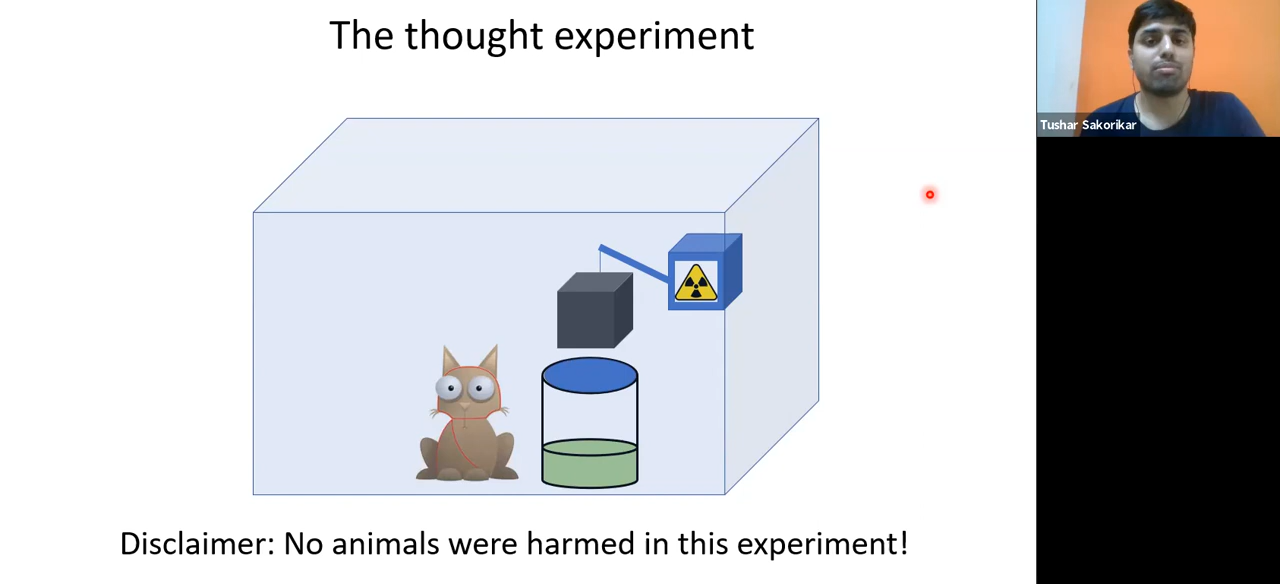 The thought experiment
Tushar Sakorikar
Disclaimer: No animals were harmed in this experiment!